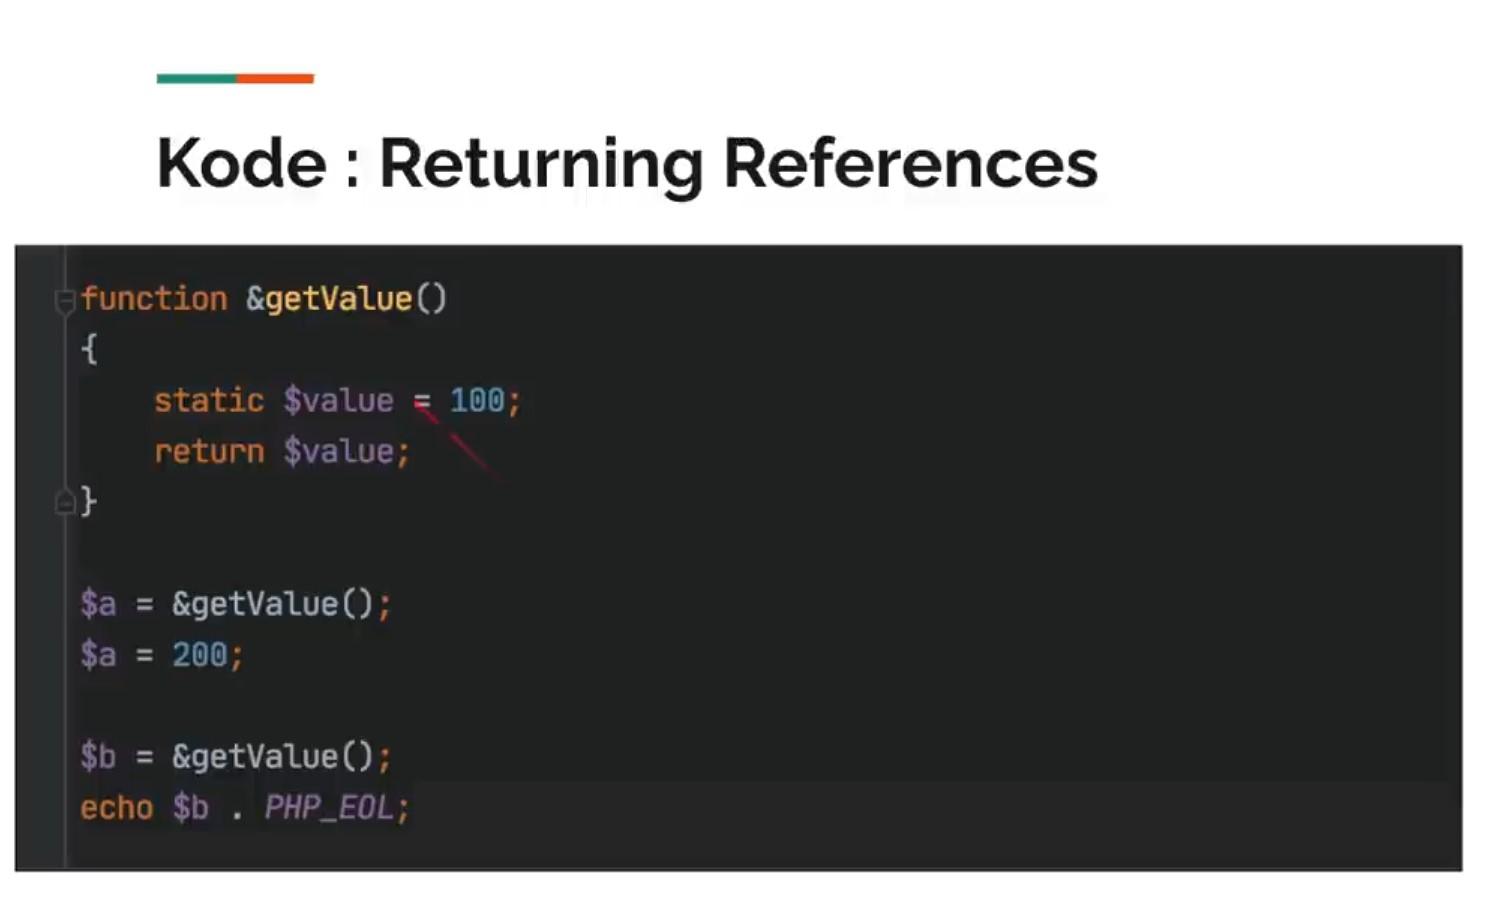 Kode : Returning References
function &getValue()
{
    static $value = 100;
    return $value;
}
$a = &getValue();
$a = 200;
$b = &getValue();
echo $b . PHP_EOL;